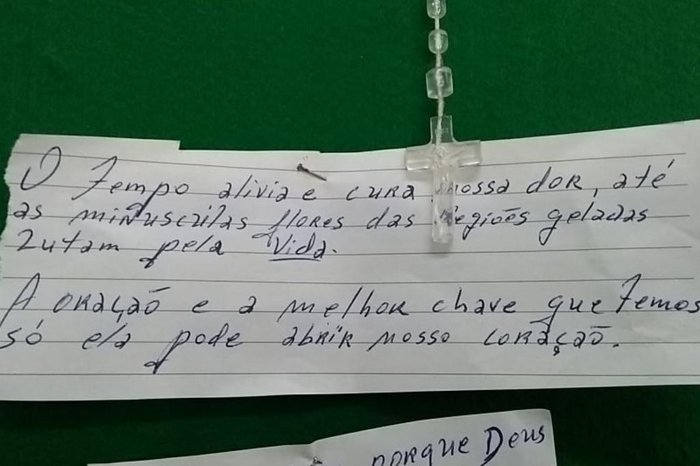 O Tempo alivia e cura nossa dor, até
as minúsculas flores das regiões geladas
lutam pela vida.
A oração e a melhor chave que temos
só ela pode abrir nosso coração.
porque Deus